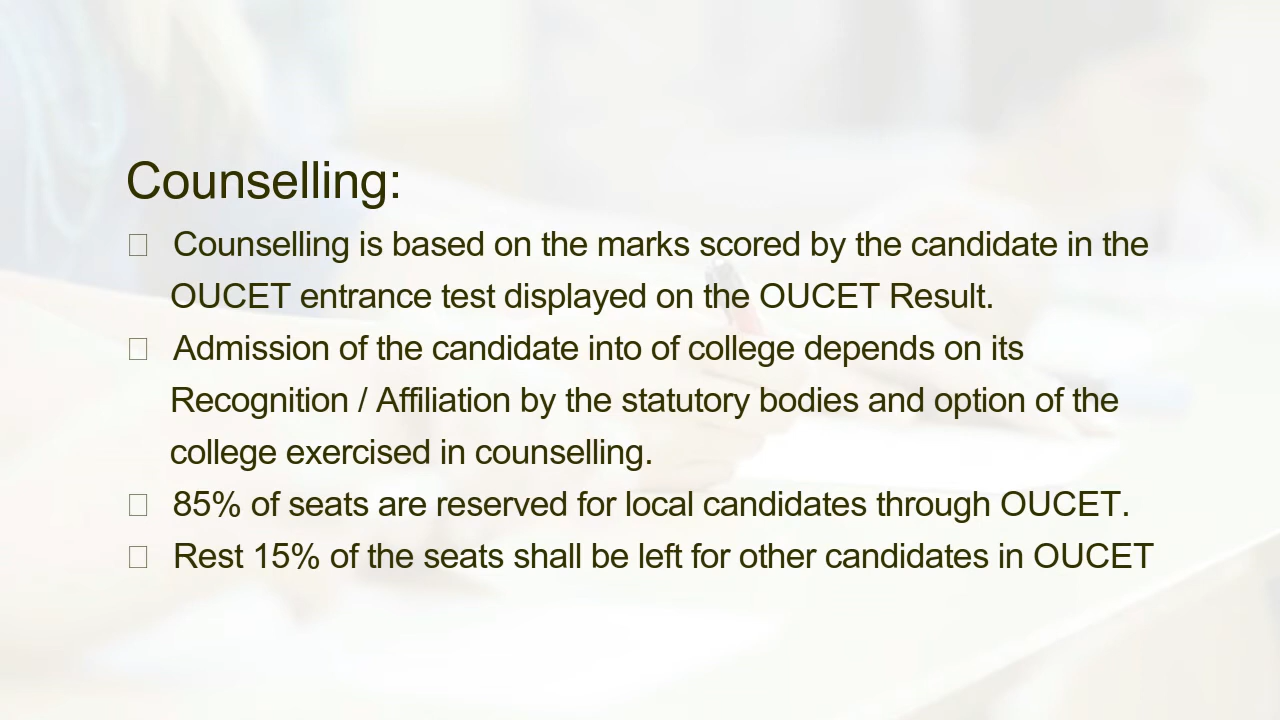 Counselling:
□ Counselling is based on the marks scored by the candidate in the
OUCET entrance test displayed on the OUCET Result.
□ Admission of the candidate into of college depends on its
Recognition / Affiliation by the statutory bodies and option of the
college exercised in counselling.
□ 85% of seats are reserved for local candidates through OUCET.
□ Rest 15% of the seats shall be left for other candidates in OUCET